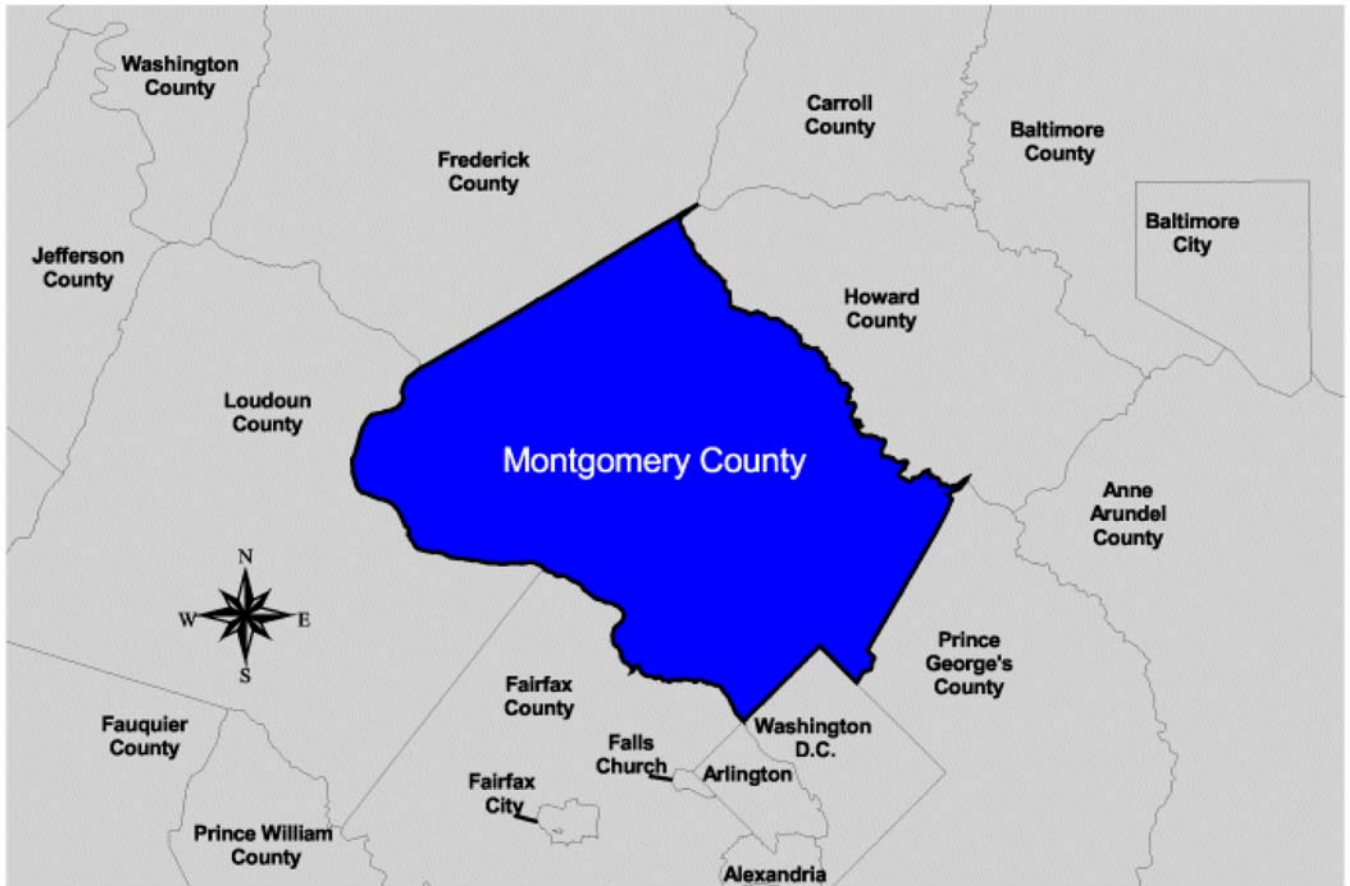 Washington
County
Carroll
County
Baltimore
County
Frederick
County
Baltimore
City
Jefferson
County
Howard
County
Loudoun
County
Montgomery County
Anne
Arundel
County
N
W
E
S
Prince
George's
County
Fairfax
County
Fauquier
County
Washington
D.C.
Falls
Church
Arlington
Fairfax
City
Prince William
County
Alexandria